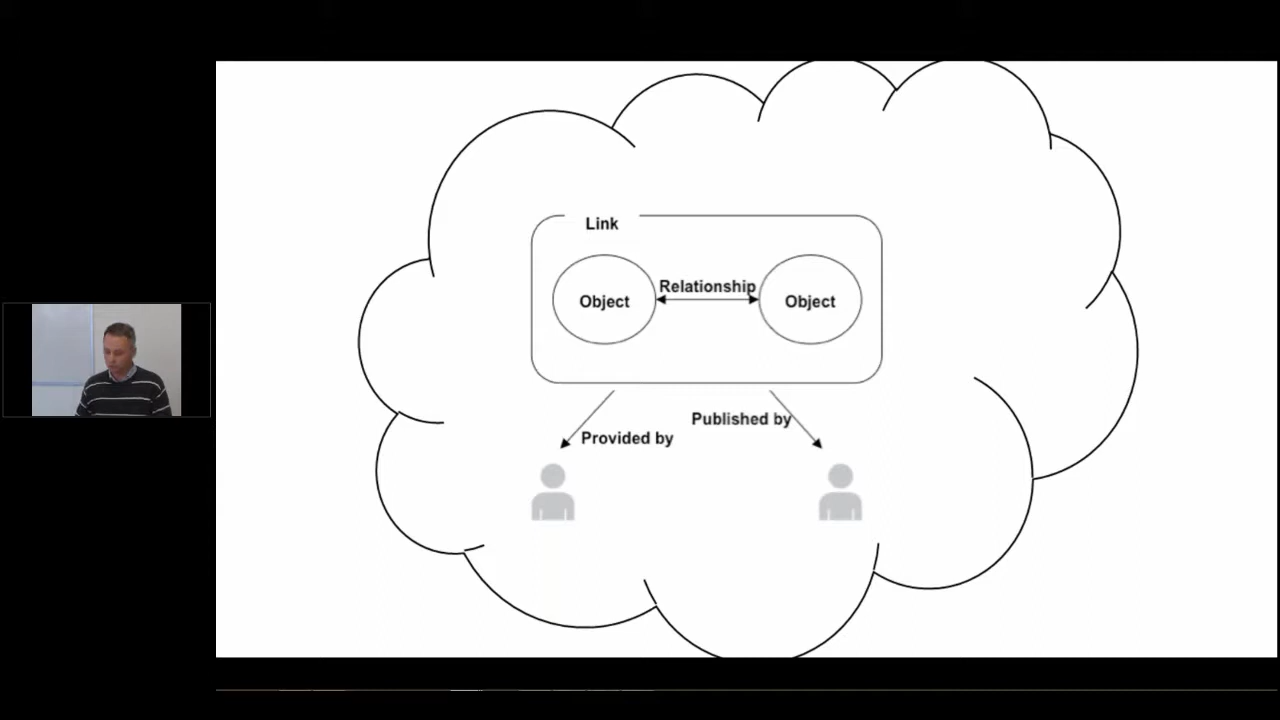 Link
Object
Relationship
Object
Published by
Provided by